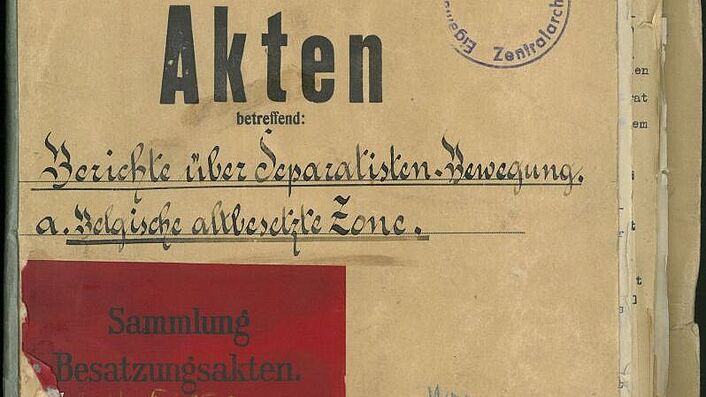 Akten
Zentralarch
betreffend:
Berichte über Separatisten-Bewegung.
a. Belgische altbesetzte Zone.
Sammlung
Besatzungsakten.